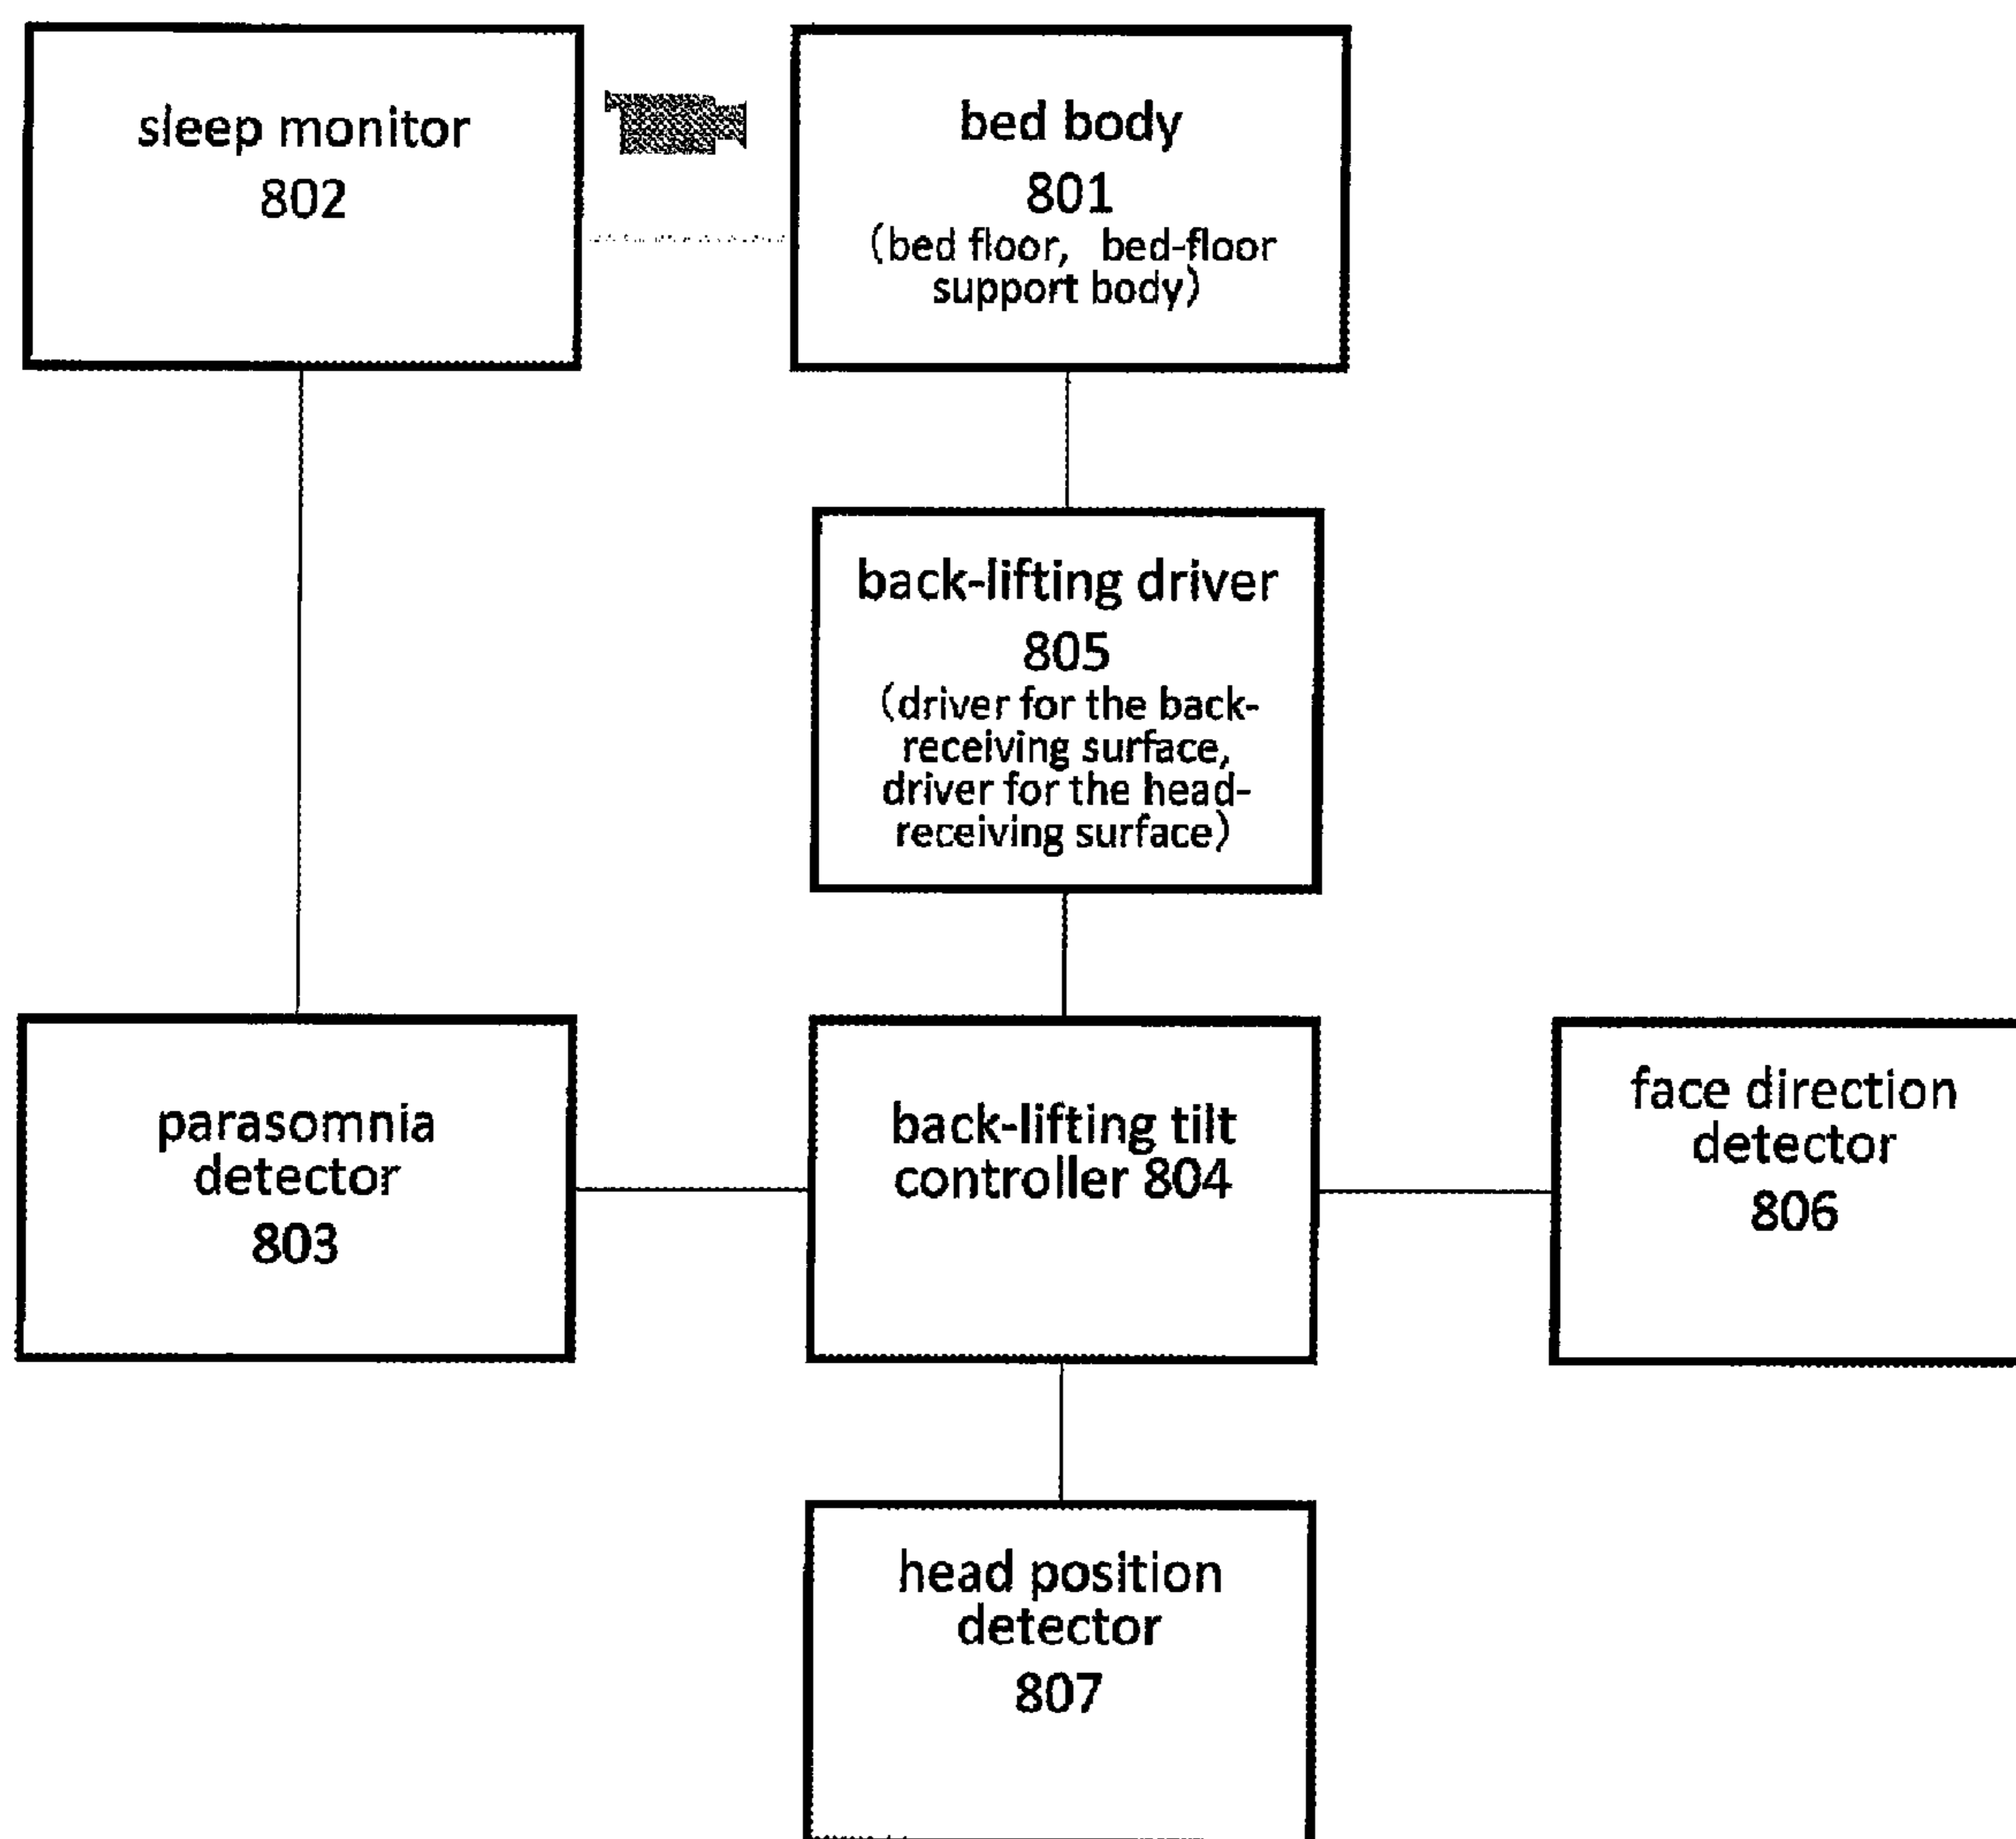 sleep monitor
802
bed body
801
(bed floor, bed-floor
support body)
back-lifting driver
805
(driver for the back-
receiving surface,
driver for the head-
receiving surface)
parasomnia
detector
803
back-lifting tilt
controller 804
face direction
detector
806
head position
detector
807